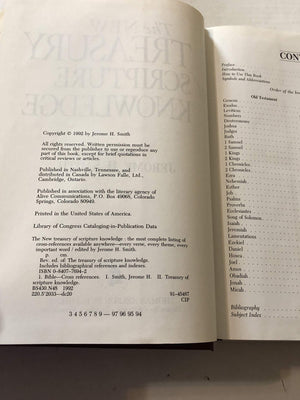 The NEW
TREASURY
SCRIPTURE
KNOWLEDGE
Copyright © 1992 by Jerome H. Smith
All rights reserved. Written permission must be
secured from the publisher to use or reproduce any
part of this book, except for brief quotations in
critical reviews or articles.
Published in Nashville, Tennessee, and
distributed in Canada by Lawson Falls, Ltd.,
Cambridge, Ontario.
Published in association with the literary agency of
Alive Communications, P.O. Box 49068, Colorado
Springs, Colorado 80949.
Printed in the United States of America.
Library of Congress Cataloging-in-Publication Data
The New treasury of scripture knowledge : the most complete listing of
cross-references available anywhere—every verse, every theme, every
important word / edited by Jerome H. Smith.
p. cm.
Rev. ed. of The treasury of scripture knowledge.
Includes bibliographical references and indexes.
ISBN 0-8407-7694-2
1. Bible—Cross references. I. Smith, Jerome H. II. Treasury of
scripture knowledge.
BS430.N48 1992
220.5'2033—dc20 91-45487
CIP
3 4 5 6 7 8 9 — 97 96 95 94
CON
Preface
Introduction
How to Use This Book
Symbols and Abbreviations
Order of the
Old Testament
Genesis
Exodus
Leviticus
Numbers
Deuteronomy
Joshua
Judges
Ruth
1 Samuel
2 Samuel
1 Kings
2 Kings
1 Chronicles
2 Chronicles
Ezra
Nehemiah
Esther
Job
Psalms
Proverbs
Ecclesiastes
Song of Solomon
Isaiah
Jeremiah
Lamentations
Ezekiel
Daniel
Hosea
Joel
Amos
Obadiah
Jonah
Micah
Bibliography
Subject Index